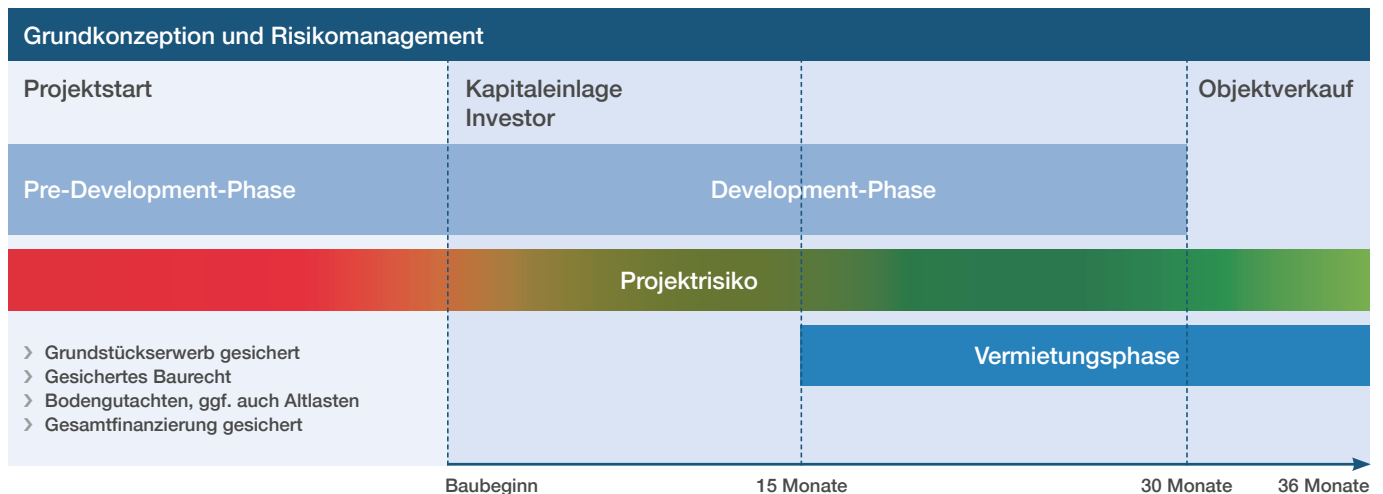 Grundkonzeption und Risikomanagement
Projektstart
Kapitaleinlage
Investor
Objektverkauf
Pre-Development-Phase
Development-Phase
Projektrisiko
Vermietungsphase
› Grundstückserwerb gesichert
› Gesichertes Baurecht
› Bodengutachten, ggf. auch Altlasten
› Gesamtfinanzierung gesichert
Baubeginn
15 Monate
30 Monate
36 Monate